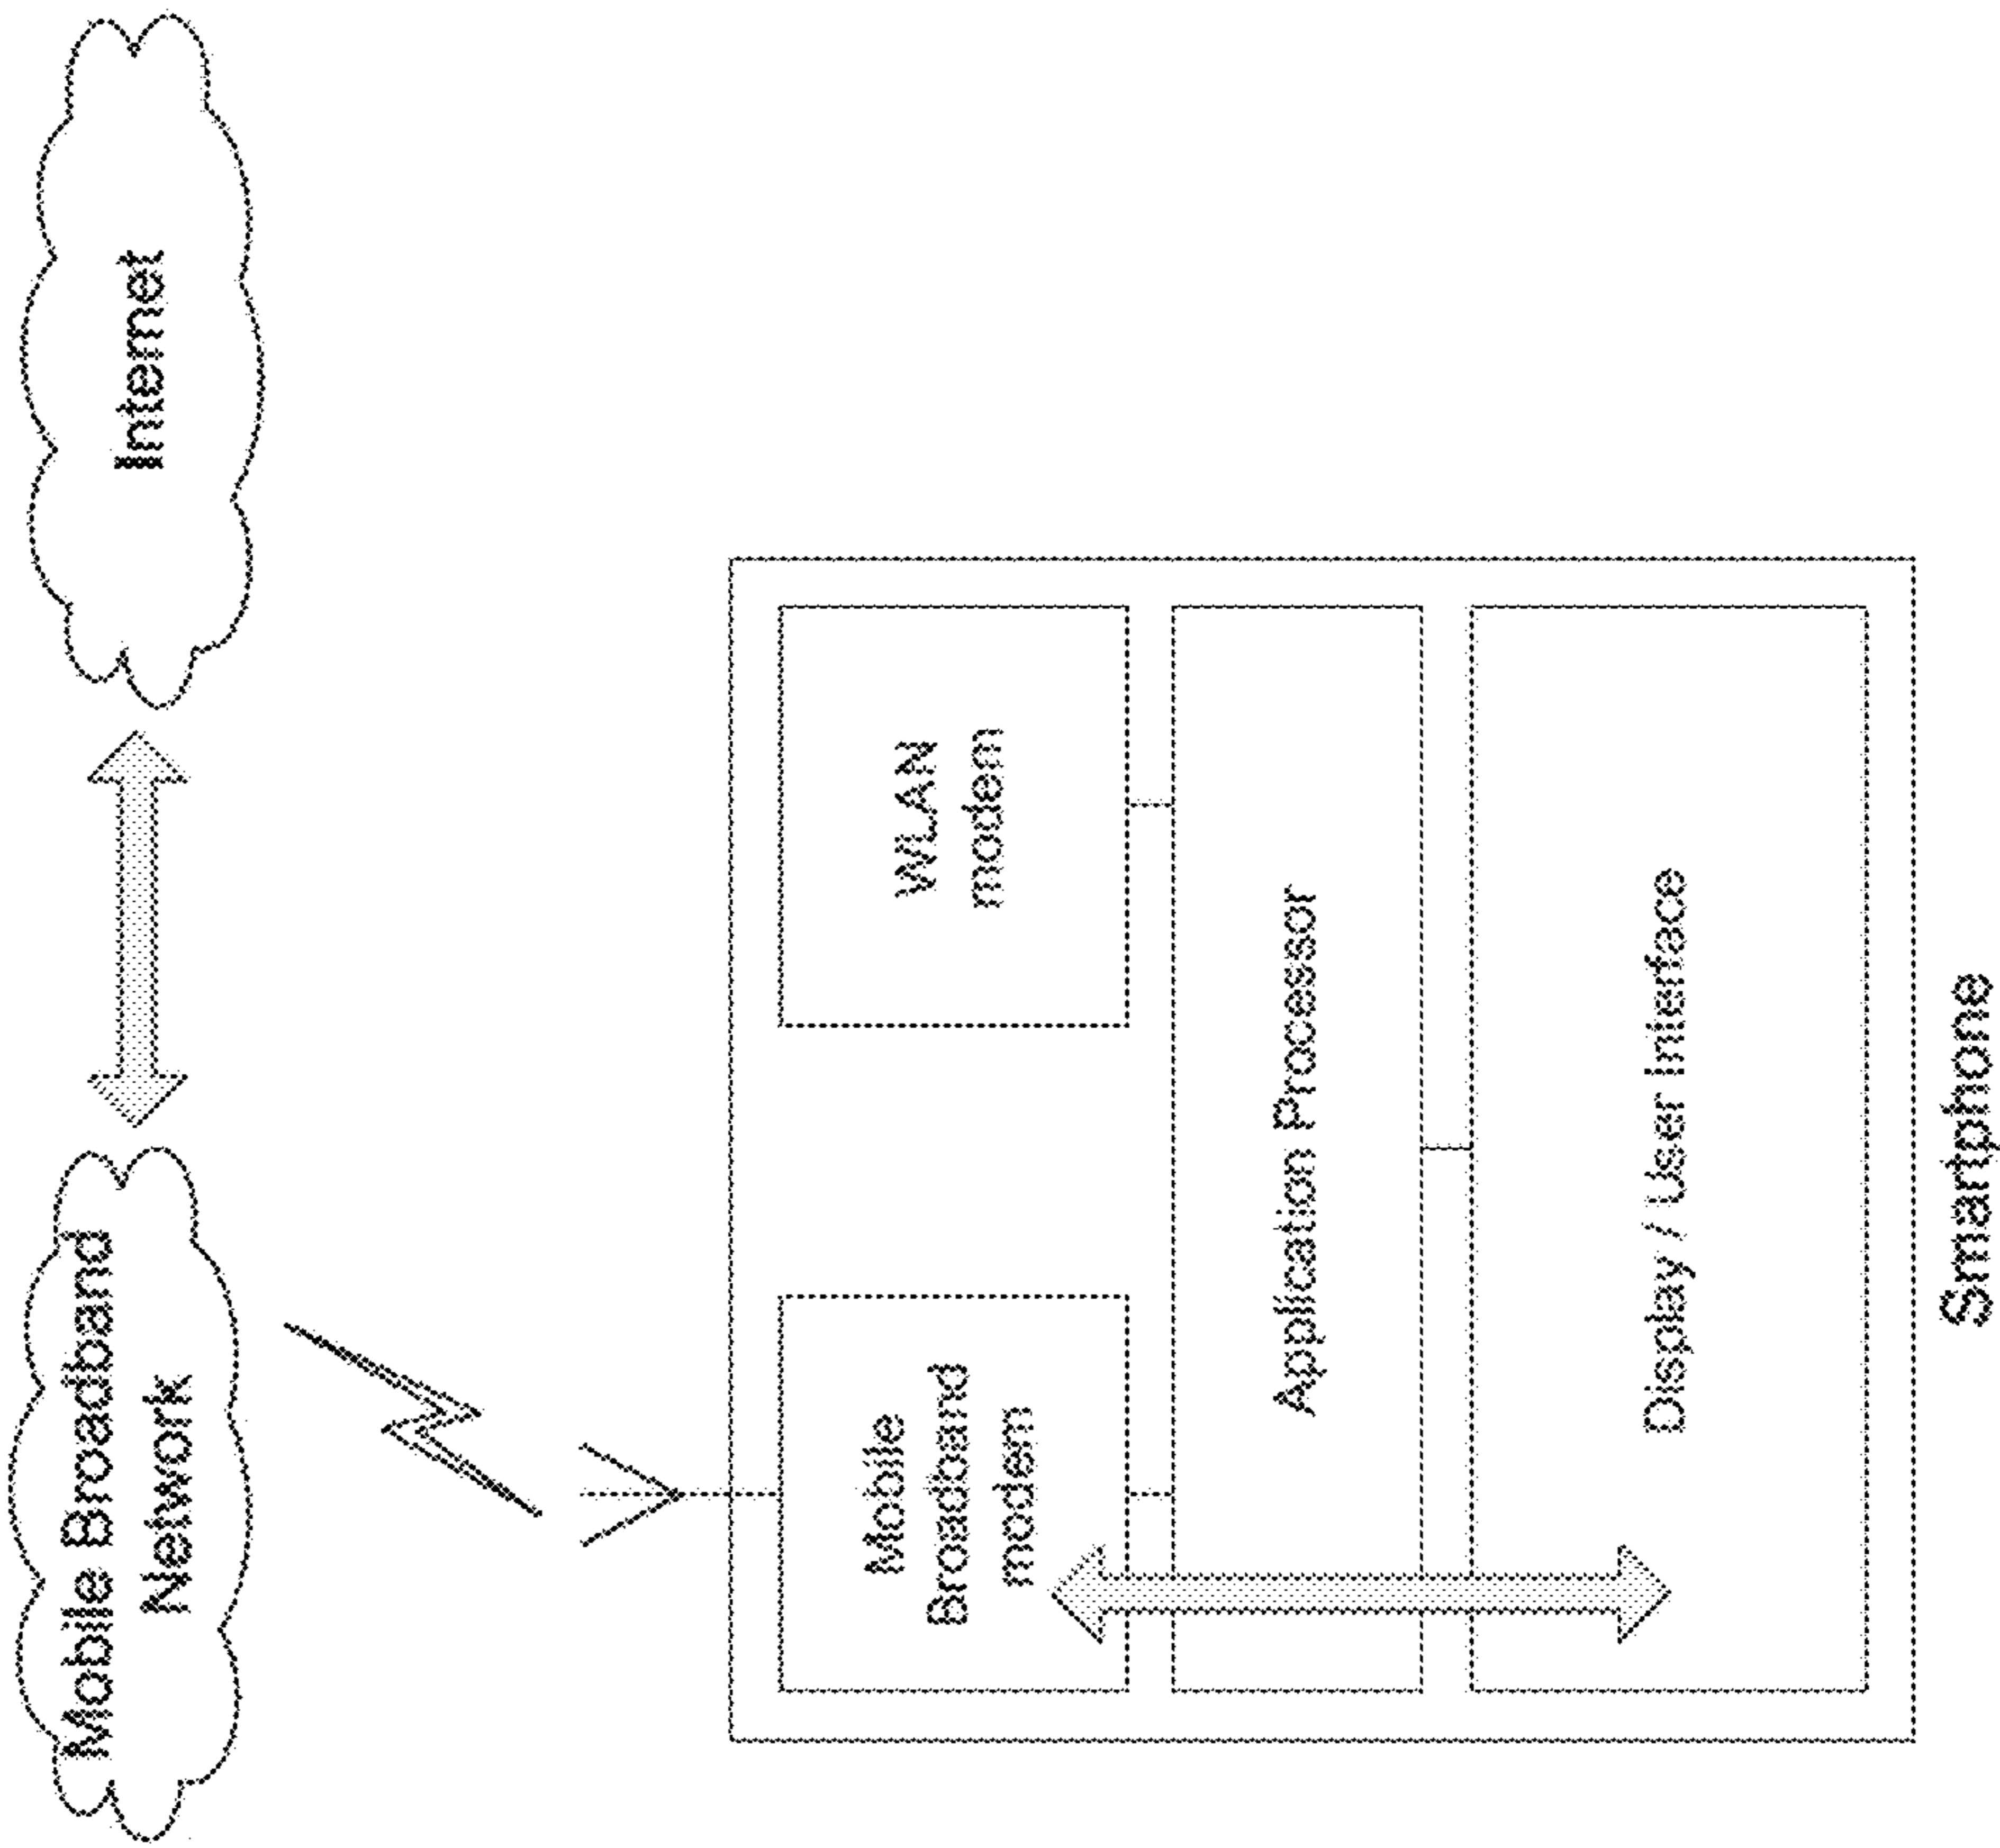 Mobile Broadband
Network
Internet
Mobile
Broadband
modem
WLAN
modem
Application Processor
Display / User Interface
Smartphone